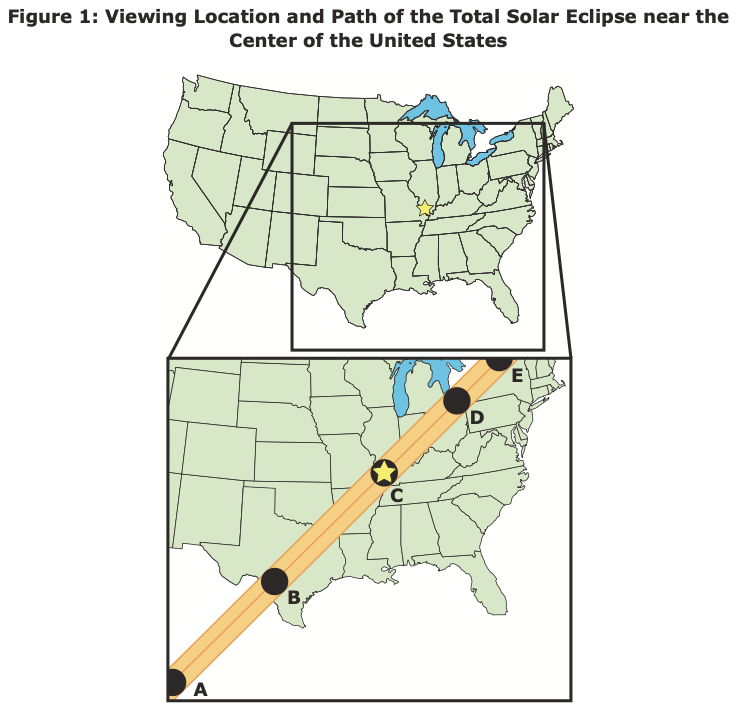 Figure 1: Viewing Location and Path of the Total Solar Eclipse near the
Center of the United States
E
D
C
B
A